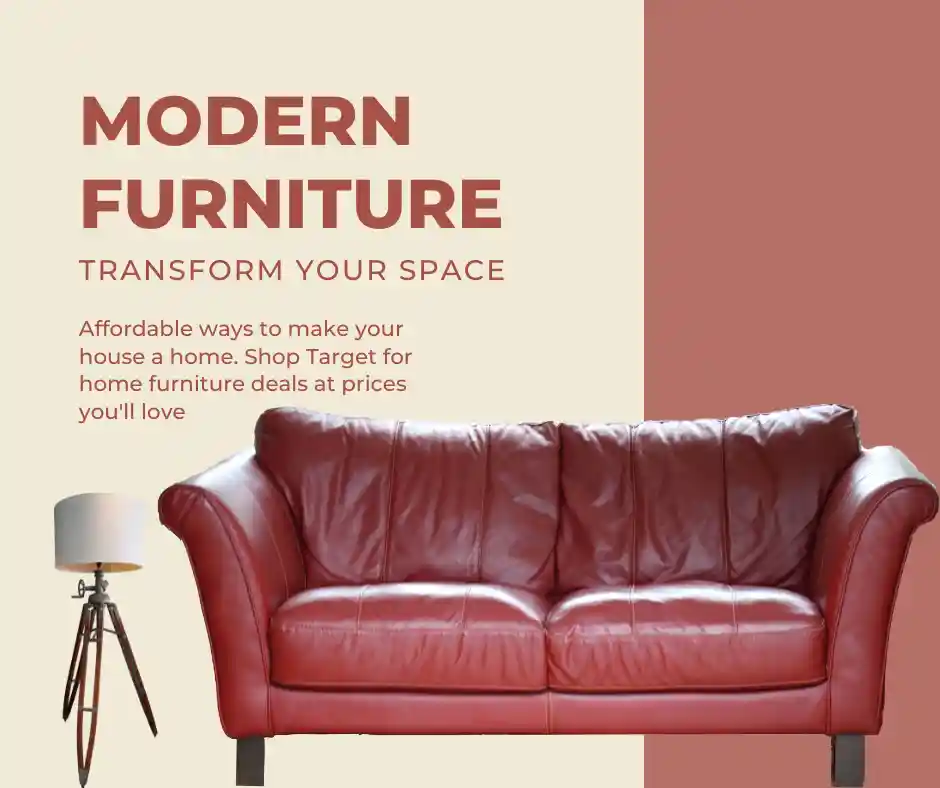 MODERN
FURNITURE
TRANSFORM YOUR SPACE
Affordable ways to make your
house a home. Shop Target for
home furniture deals at prices
you'll love